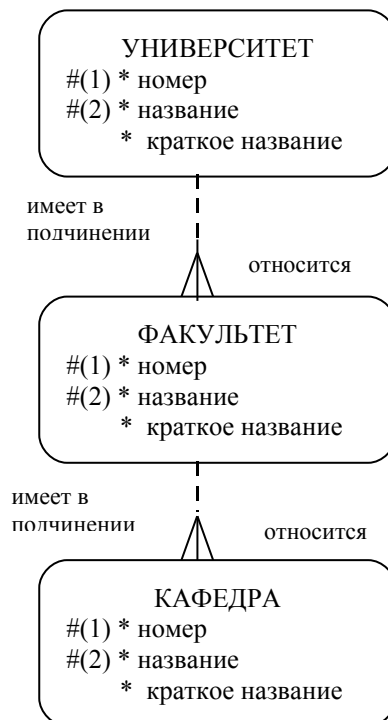 УНИВЕРСИТЕТ
#(1) * номер
#(2) * название
* краткое название
имеет в
подчинении
относится
ФАКУЛЬТЕТ
#(1) * номер
#(2) * название
* краткое название
имеет в
подчинении
относится
КАФЕДРА
#(1) * номер
#(2) * название
* краткое название